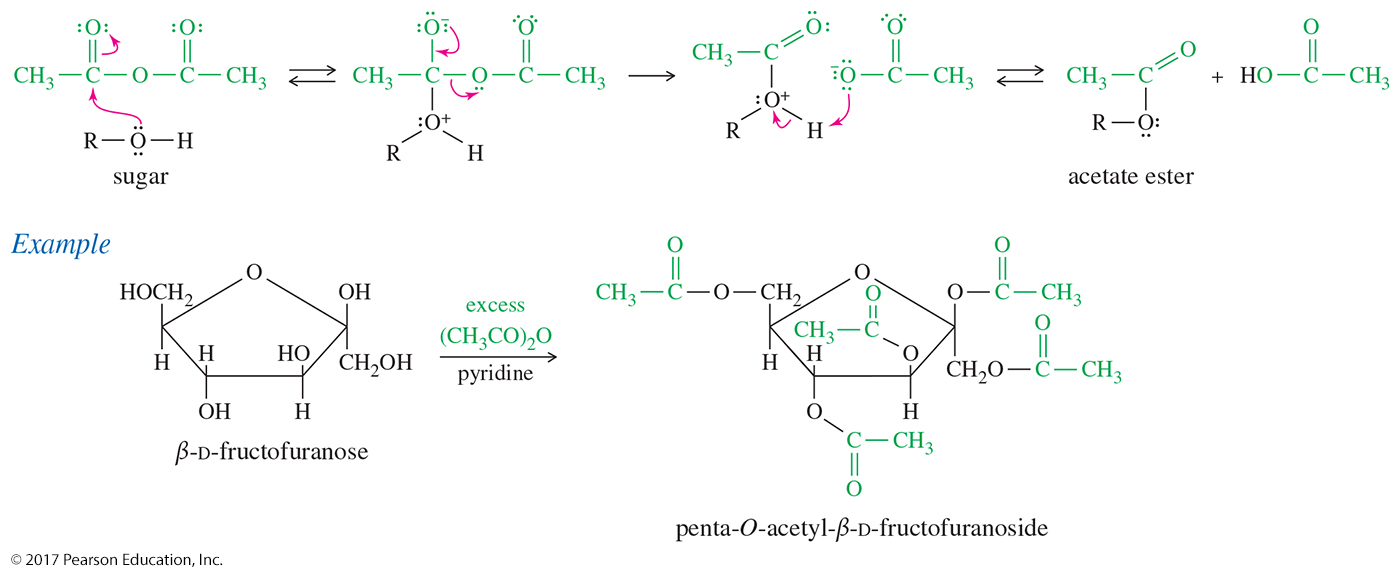 :O: :O: :O:⁻ :O: O: :O:
CH3—C—O—C—CH3 ⇌ CH3—C—O—C—CH3 → CH3—C ⁻:O—C—CH3 ⇌ CH3—C O + HO—C—CH3 O
R—O—H :O+ R H :O+ R H R—O:
sugar acetate ester
Example
HOCH2 O OH
H H HO CH2OH
OH H
β-D-fructofuranose
excess
(CH3CO)2O
pyridine
O O O
CH3—C—O—CH2 O O—C—CH3
CH3—C O
H H O CH2O—C—CH3
O H
C—CH3
O
penta-O-acetyl-β-D-fructofuranoside
© 2017 Pearson Education, Inc.